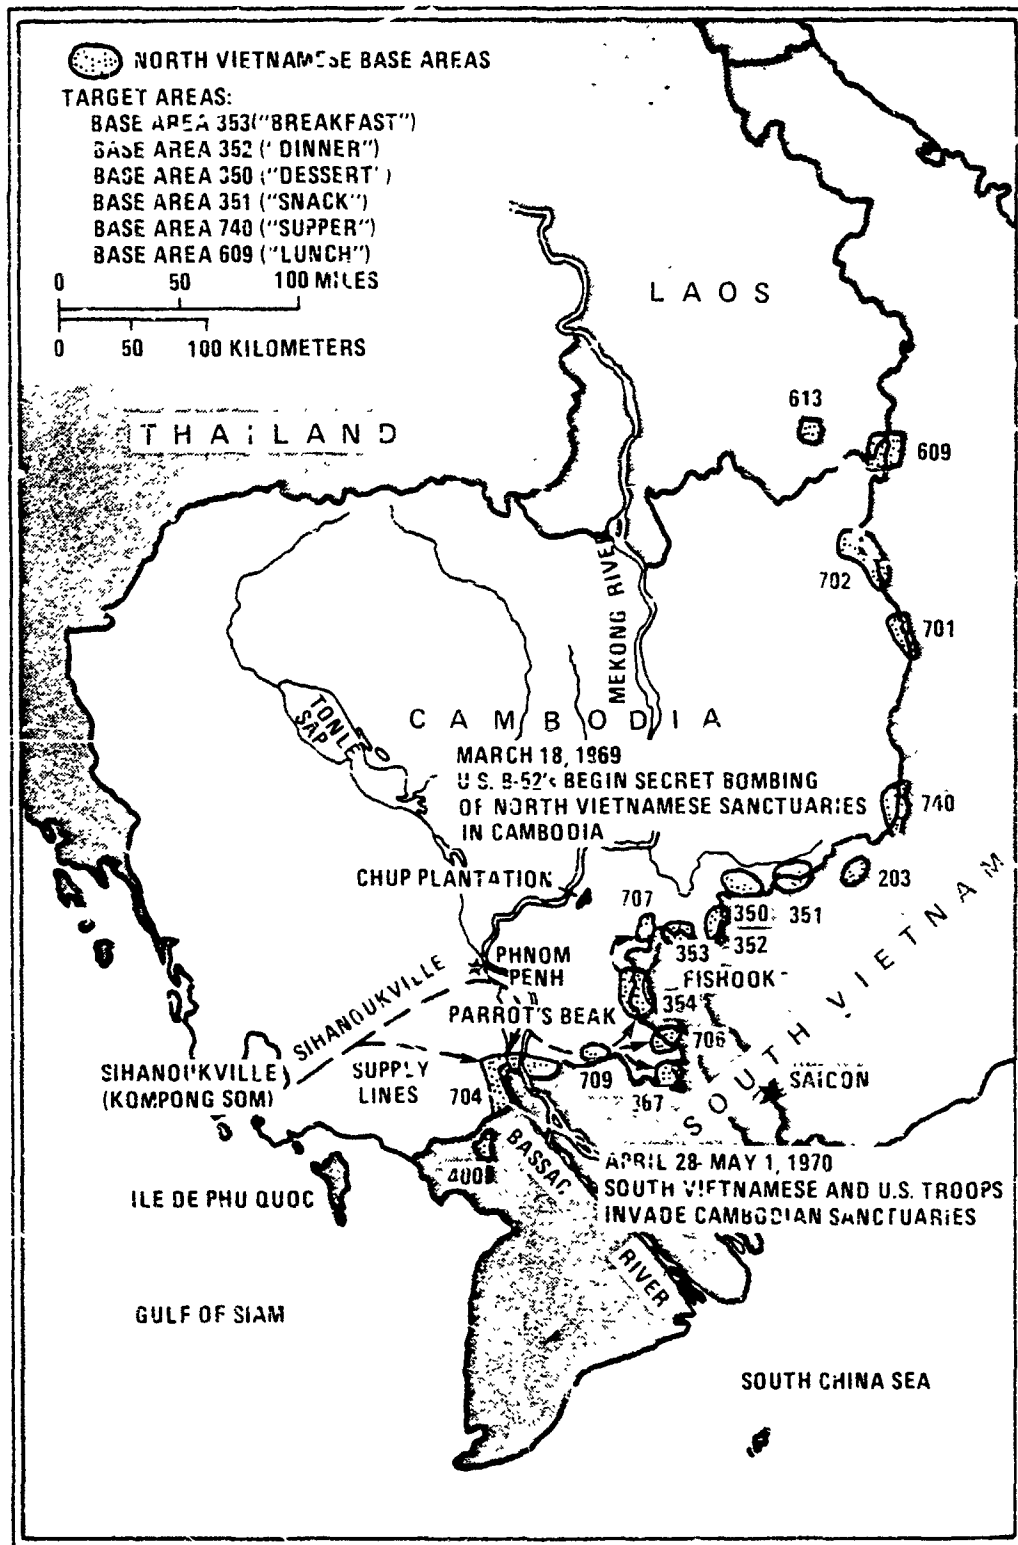 NORTH VIETNAMESE BASE AREAS
TARGET AREAS:
BASE AREA 353("BREAKFAST")
BASE AREA 352 ("DINNER")
BASE AREA 350 ("DESSERT")
BASE AREA 351 ("SNACK")
BASE AREA 740 ("SUPPER")
BASE AREA 609 ("LUNCH")
0 50 100 MILES
0 50 100 KILOMETERS
LAOS
THAILAND
613
609
702
701
MEKONG RIVER
TONLE
SAP
CAMBODIA
MARCH 18, 1969
U.S. B-52's BEGIN SECRET BOMBING
OF NORTH VIETNAMESE SANCTUARIES
IN CAMBODIA
740
203
CHUP PLANTATION
707
350
351
353
352
PHNOM
PENH
FISHOOK
354
SOUTH VIETNAM
SIHANOUKVILLE
PARROT'S BEAK
706
SIHANOUKVILLE
(KOMPONG SOM)
SUPPLY
LINES
704
709
367
SAIGON
BASSAC
RIVER
400
ILE DE PHU QUOC
APRIL 28-MAY 1, 1970
SOUTH VIETNAMESE AND U.S. TROOPS
INVADE CAMBODIAN SANCTUARIES
GULF OF SIAM
SOUTH CHINA SEA